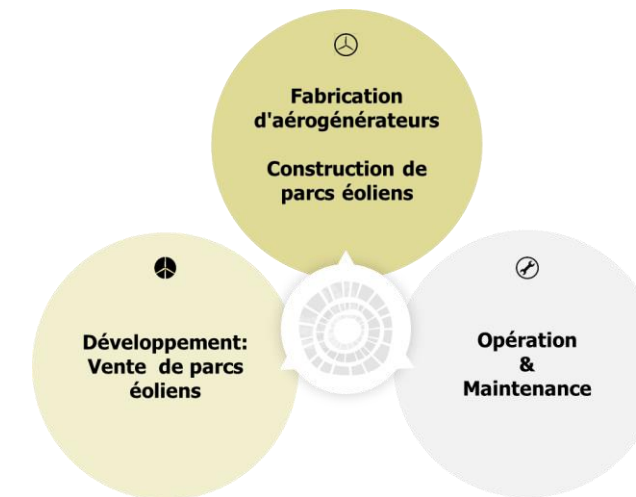 Fabrication
d'aérogénérateurs
Construction de
parcs éoliens
Développement:
Vente de parcs
éoliens
Opération
&
Maintenance